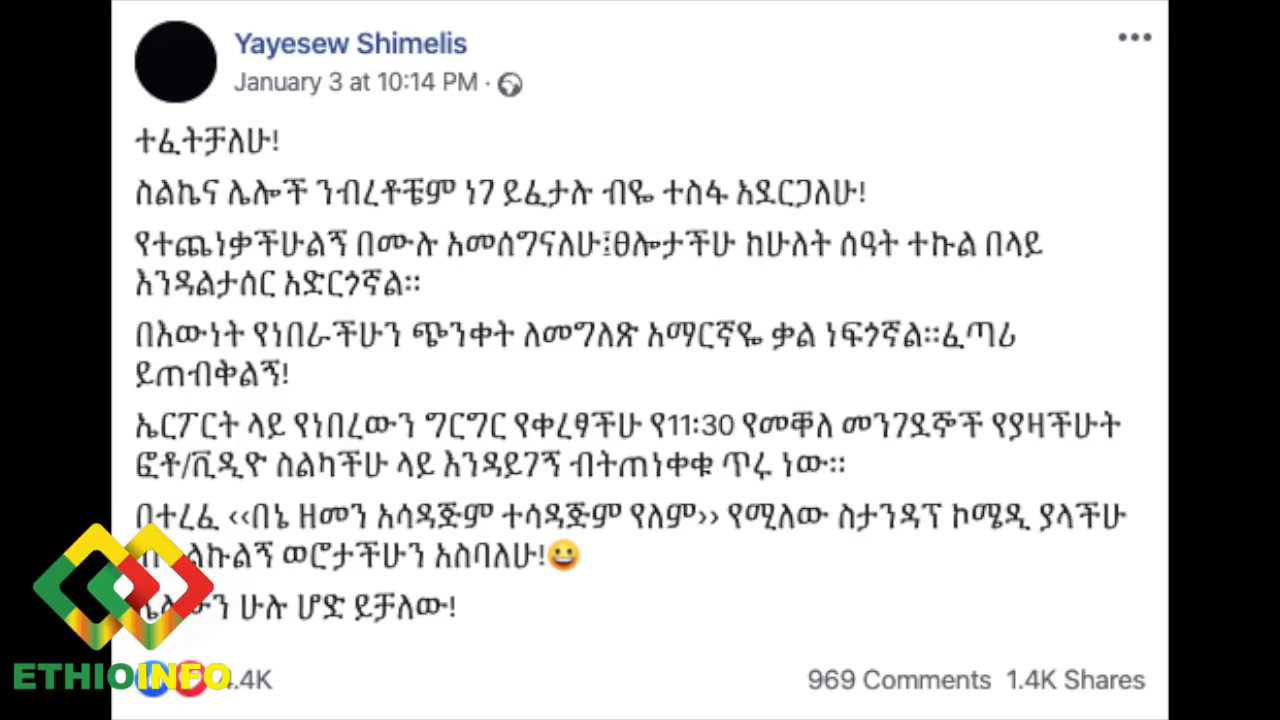 Yayesew Shimelis
January 3 at 10:14 PM ·
ተፈትቻለሁ!
ስልኬና ሌሎች ንብረቶቼም ነገ ይፈታሉ ብዬ ተስፋ አደርጋለሁ!
የተጨነቃችሁልኝ በሙሉ አመሰግናለሁ፤ፀሎታችሁ ከሁለት ሰዓት ተኩል በላይ
እንዳልታሰር አድርጎኛል።
በእውነት የነበራችሁን ጭንቀት ለመግለጽ አማርኛዬ ቃል ነፍጎኛል።ፈጣሪ
ይጠብቅልኝ!
ኤርፖርት ላይ የነበረውን ግርግር የቀረፃችሁ የ11:30 የመቐለ መንገደኞች የያዛችሁት
ፎቶ/ቪዲዮ ስልካችሁ ላይ እንዳይገኝ ብትጠነቀቁ ጥሩ ነው።
በተረፈ ‹‹በኔ ዘመን አሳዳጅም ተሳዳጅም የለም›› የሚለው ስታንዳፕ ኮሜዲ ያላችሁ
ወሮታችሁን አስባለሁ!
ሁሉ ሆድ ይቻለው!
ETHIOINFO
4.4K
969 Comments 1.4K Shares